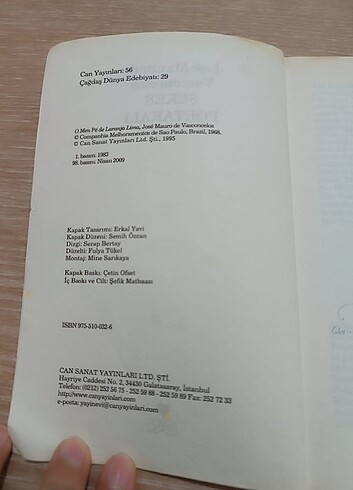 Can Yayınları: 56
Çağdaş Dünya Edebiyatı: 29
O Meu Pé de Laranja Lima, José Mauro de Vasconcelos
© Companhia Melhoramentos de Sao Paulo, Brazil, 1968.
© Can Sanat Yayınları Ltd. Şti., 1995
1. basım: 1983
98. basım: Nisan 2009
Kapak Tasarımı: Erkal Yavi
Kapak Düzeni: Semih Özcan
Dizgi: Serap Bertay
Düzelti: Fulya Tükel
Montaj: Mine Sarıkaya
Kapak Baskı: Çetin Ofset
İç Baskı ve Cilt: Şefik Matbaası
ISBN 975-510-032-6
CAN SANAT YAYINLARI LTD. ŞTİ.
Hayriye Caddesi No. 2, 34430 Galatasaray, İstanbul
Telefon: (0212) 252 56 75 - 252 59 88 - 252 59 89 Fax: 252 72 33
http://www.canyayinlari.com
e-posta: yayinevi@canyayinlari.com